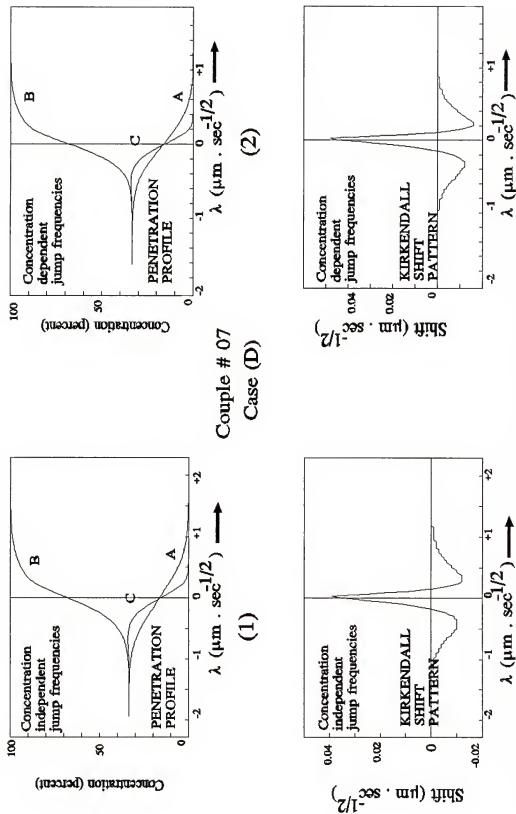 Couple # 07
Case (D)
100
50
0
Concentration (percent)
Concentration
independent
jump frequencies
B
C
A
PENETRATION
PROFILE
-2
-1
0
+1
+2
λ (µm . sec-1/2)
(1)
100
50
0
Concentration (percent)
Concentration
dependent
jump frequencies
B
C
A
PENETRATION
PROFILE
-2
-1
0
+1
λ (µm . sec-1/2)
(2)
0.04
0.02
0
-0.02
Shift (µm . sec-1/2)
Concentration
independent
jump frequencies
KIRKENDALL
SHIFT
PATTERN
-2
-1
0
+1
+2
λ (µm . sec-1/2)
0.04
0.02
0
Shift (µm . sec-1/2)
Concentration
dependent
jump frequencies
KIRKENDALL
SHIFT
PATTERN
-2
-1
0
+1
λ (µm . sec-1/2)